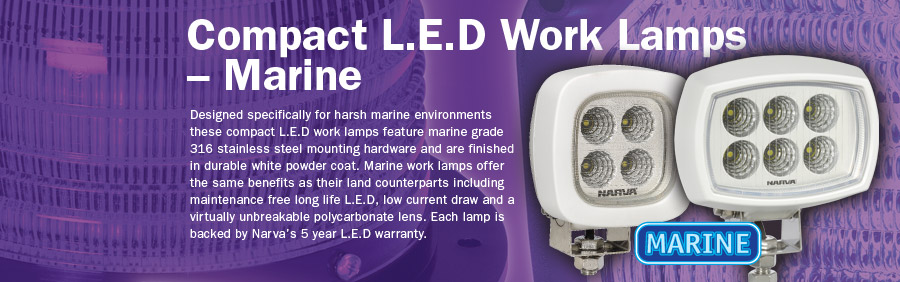 Compact L.E.D Work Lamps
– Marine
Designed specifically for harsh marine environments
these compact L.E.D work lamps feature marine grade
316 stainless steel mounting hardware and are finished
in durable white powder coat. Marine work lamps offer
the same benefits as their land counterparts including
maintenance free long life L.E.D, low current draw and a
virtually unbreakable polycarbonate lens. Each lamp is
backed by Narva's 5 year L.E.D warranty.
NARVA
NARVA
MARINE